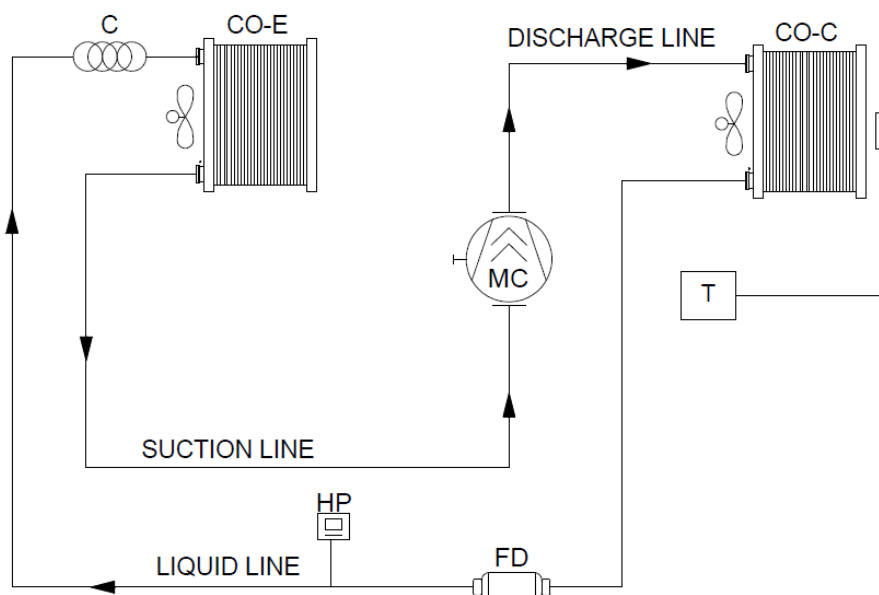 C
CO-E
DISCHARGE LINE
CO-C
MC
T
SUCTION LINE
HP
LIQUID LINE
FD